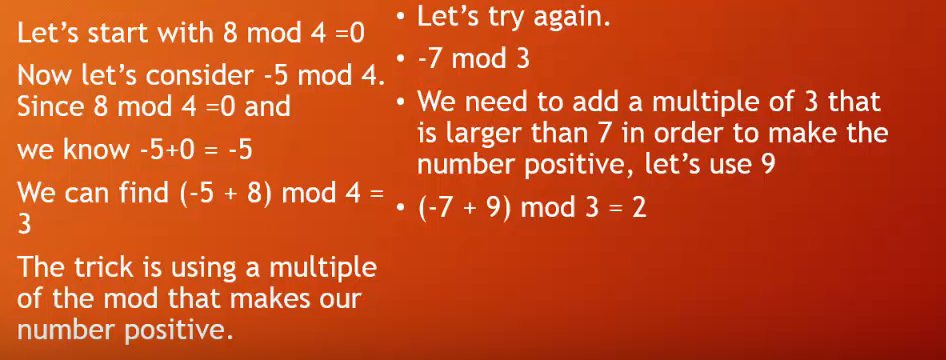 Let's start with 8 mod 4 =0
Now let's consider -5 mod 4.
Since 8 mod 4 =0 and
we know -5+0 = -5
We can find (-5 + 8) mod 4 =
3
The trick is using a multiple
of the mod that makes our
number positive.
• Let's try again.
• -7 mod 3
• We need to add a multiple of 3 that
is larger than 7 in order to make the
number positive, let's use 9
• (-7 + 9) mod 3 = 2